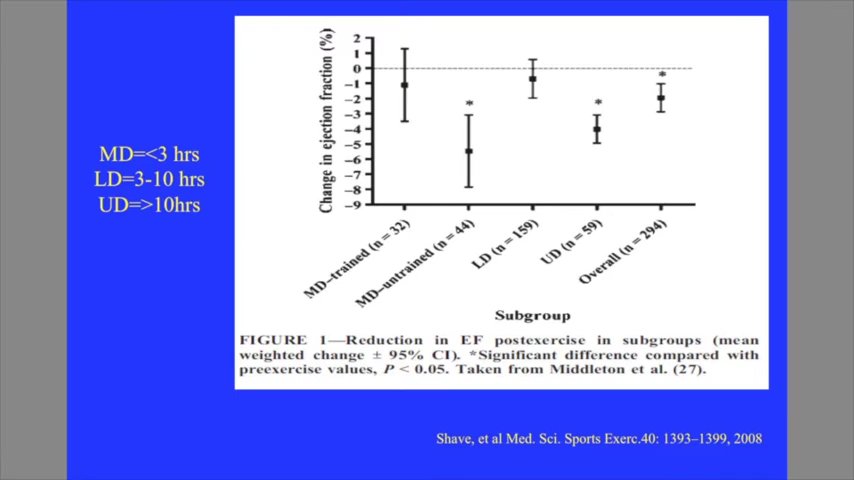 MD=<3 hrs
LD=3-10 hrs
UD=>10hrs
Change in ejection fraction (%)
2
1
0
−1
−2
−3
−4
−5
−6
−7
−8
−9
*
*
*
MD–trained (n = 32)
MD–untrained (n = 44)
LD (n = 159)
UD (n = 59)
Overall (n = 294)
Subgroup
FIGURE 1—Reduction in EF postexercise in subgroups (mean
weighted change ± 95% CI). *Significant difference compared with
preexercise values, P < 0.05. Taken from Middleton et al. (27).
Shave, et al Med. Sci. Sports Exerc.40: 1393–1399, 2008